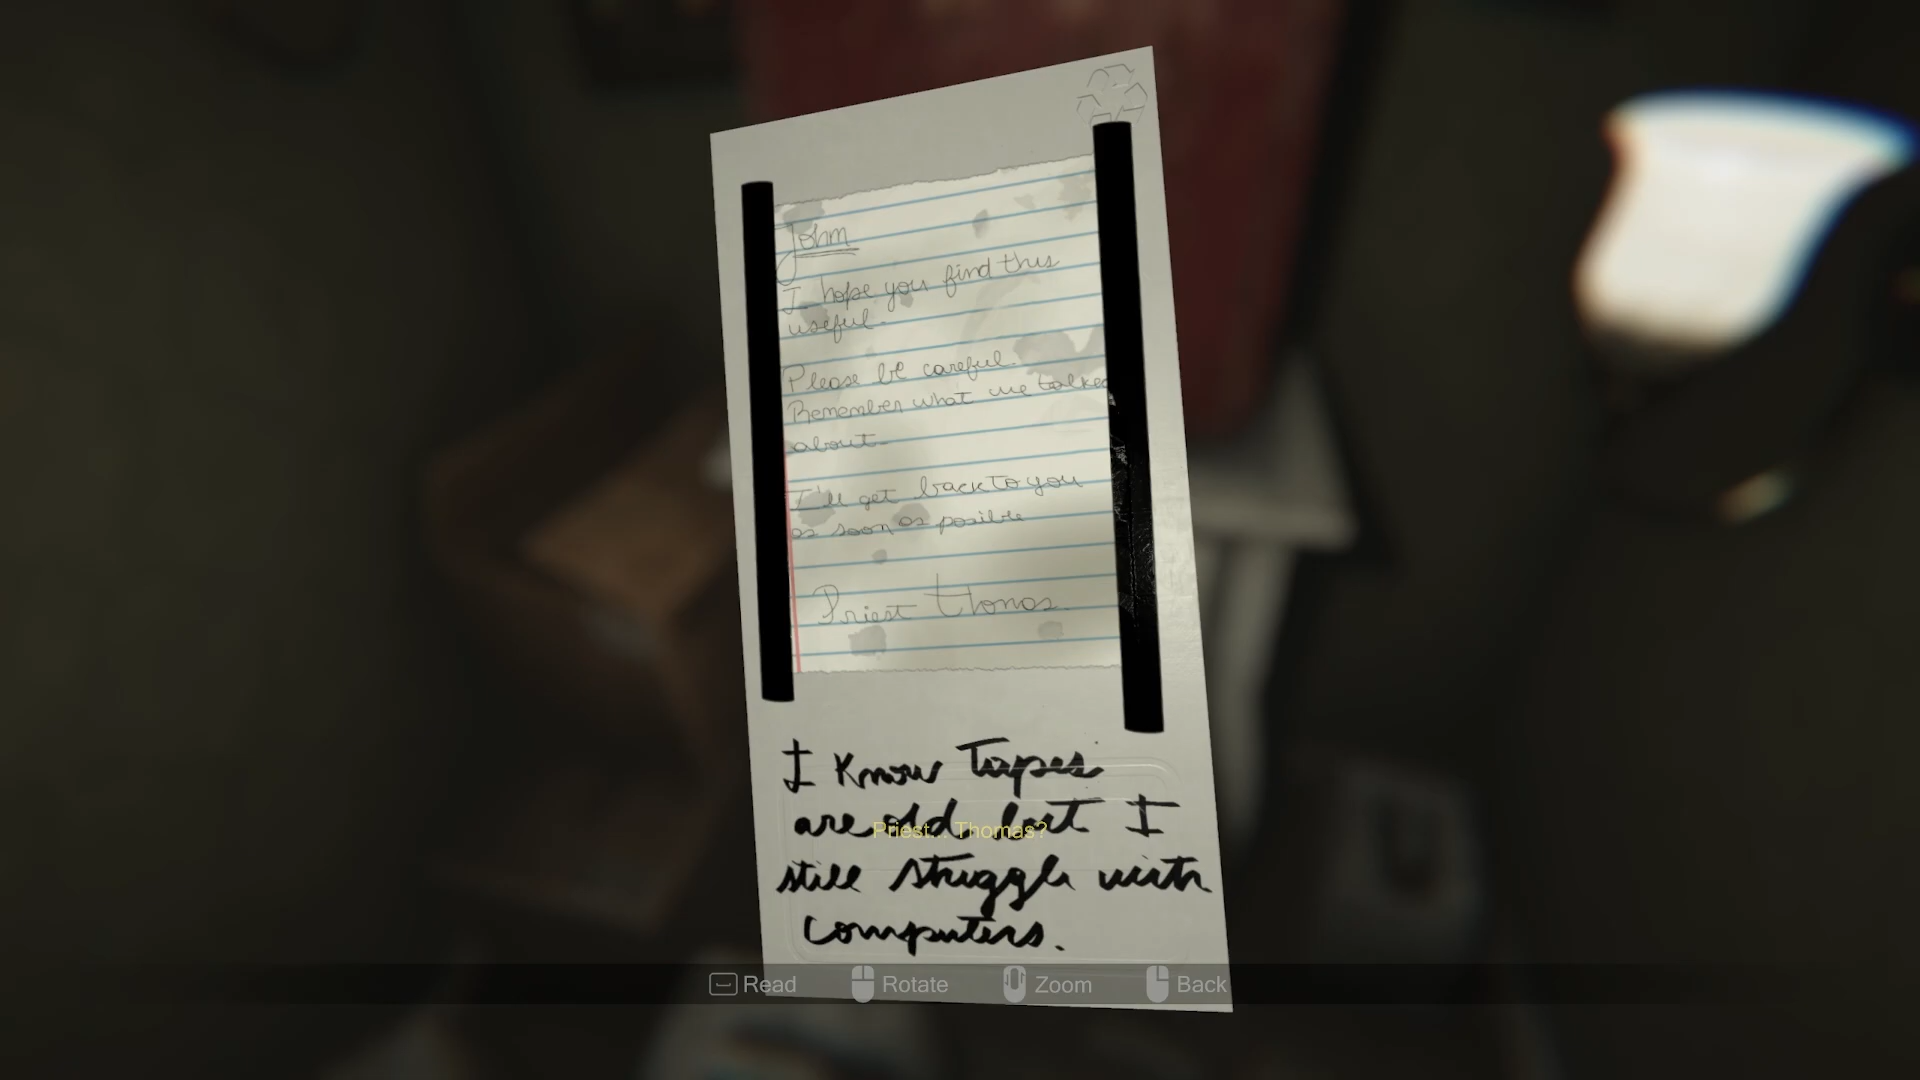 John
I hope you find this
useful.
Please be careful.
Remember what we talked
about.
I'll get back to you
as soon as posible
Priest Thomas.
I know Tapes
are old but I
Priest... Thomas?
still struggle with
computers.
Read Rotate Zoom Back